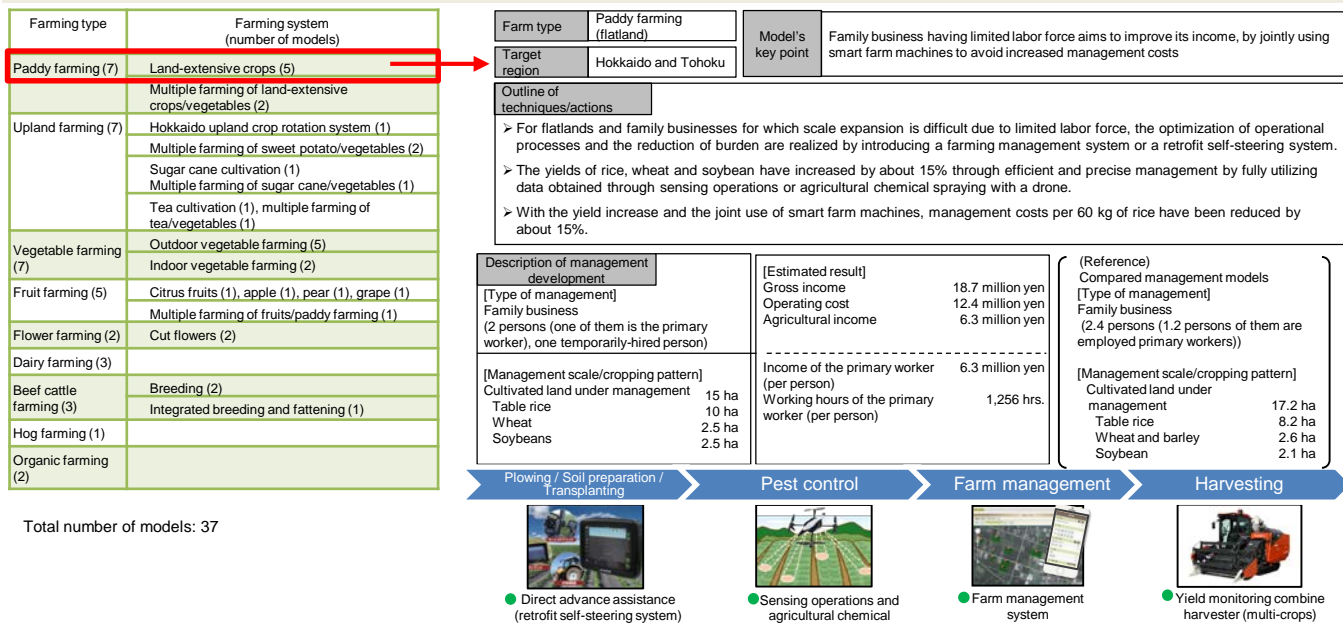 Farming type
Farming system
(number of models)
Paddy farming (7)
Land-extensive crops (5)
Multiple farming of land-extensive
crops/vegetables (2)
Upland farming (7)
Hokkaido upland crop rotation system (1)
Multiple farming of sweet potato/vegetables (2)
Sugar cane cultivation (1)
Multiple farming of sugar cane/vegetables (1)
Tea cultivation (1), multiple farming of
tea/vegetables (1)
Vegetable farming
(7)
Outdoor vegetable farming (5)
Indoor vegetable farming (2)
Fruit farming (5)
Citrus fruits (1), apple (1), pear (1), grape (1)
Multiple farming of fruits/paddy farming (1)
Flower farming (2)
Cut flowers (2)
Dairy farming (3)
Beef cattle
farming (3)
Breeding (2)
Integrated breeding and fattening (1)
Hog farming (1)
Organic farming
(2)
Total number of models: 37
Farm type
Paddy farming
(flatland)
Target
region
Hokkaido and Tohoku
Model's
key point
Family business having limited labor force aims to improve its income, by jointly using
smart farm machines to avoid increased management costs
Outline of
techniques/actions
➢ For flatlands and family businesses for which scale expansion is difficult due to limited labor force, the optimization of operational
processes and the reduction of burden are realized by introducing a farming management system or a retrofit self-steering system.
➢ The yields of rice, wheat and soybean have increased by about 15% through efficient and precise management by fully utilizing
data obtained through sensing operations or agricultural chemical spraying with a drone.
➢ With the yield increase and the joint use of smart farm machines, management costs per 60 kg of rice have been reduced by
about 15%.
Description of management
development
[Type of management]
Family business
(2 persons (one of them is the primary
worker), one temporarily-hired person)
[Management scale/cropping pattern]
Cultivated land under management 15 ha
Table rice 10 ha
Wheat 2.5 ha
Soybeans 2.5 ha
[Estimated result]
Gross income 18.7 million yen
Operating cost 12.4 million yen
Agricultural income 6.3 million yen
Income of the primary worker 6.3 million yen
(per person)
Working hours of the primary 1,256 hrs.
worker (per person)
(Reference)
Compared management models
[Type of management]
Family business
(2.4 persons (1.2 persons of them are
employed primary workers))
[Management scale/cropping pattern]
Cultivated land under
management 17.2 ha
Table rice 8.2 ha
Wheat and barley 2.6 ha
Soybean 2.1 ha
Plowing / Soil preparation /
Transplanting
Pest control
Farm management
Harvesting
Direct advance assistance
(retrofit self-steering system)
Sensing operations and
agricultural chemical
Farm management
system
Yield monitoring combine
harvester (multi-crops)